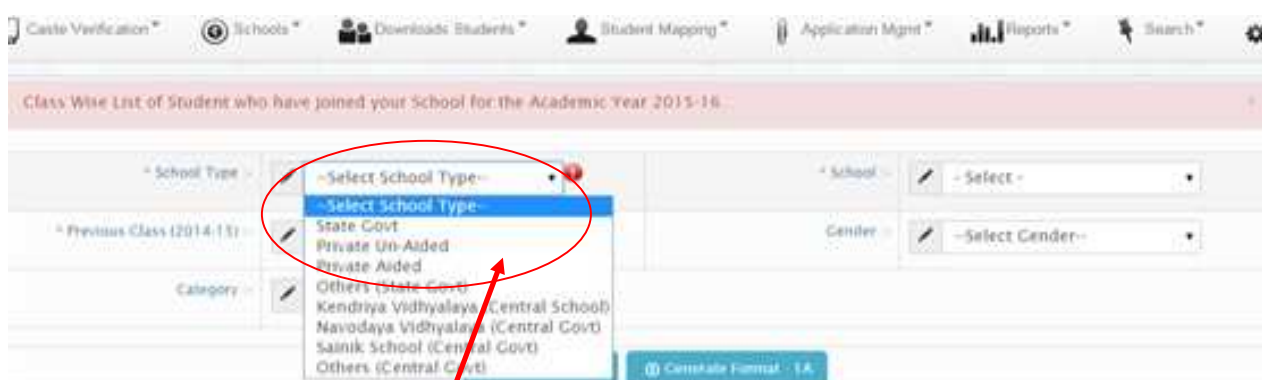 Caste Verification Schools Downloads Students Student Mapping Application Mgmt Reports Search
Class Wise List of Student who have joined your School for the Academic Year 2015-16
* School Type - --Select School Type-- * School - - Select -
--Select School Type--
State Govt
* Previous Class (2014-15) - Private Un-Aided Gender - --Select Gender--
Private Aided
Category - Others (State Govt)
Kendriya Vidhyalaya (Central School)
Navodaya Vidhyalaya (Central Govt)
Sainik School (Central Govt)
Others (Central Govt) Generate Format - 1A